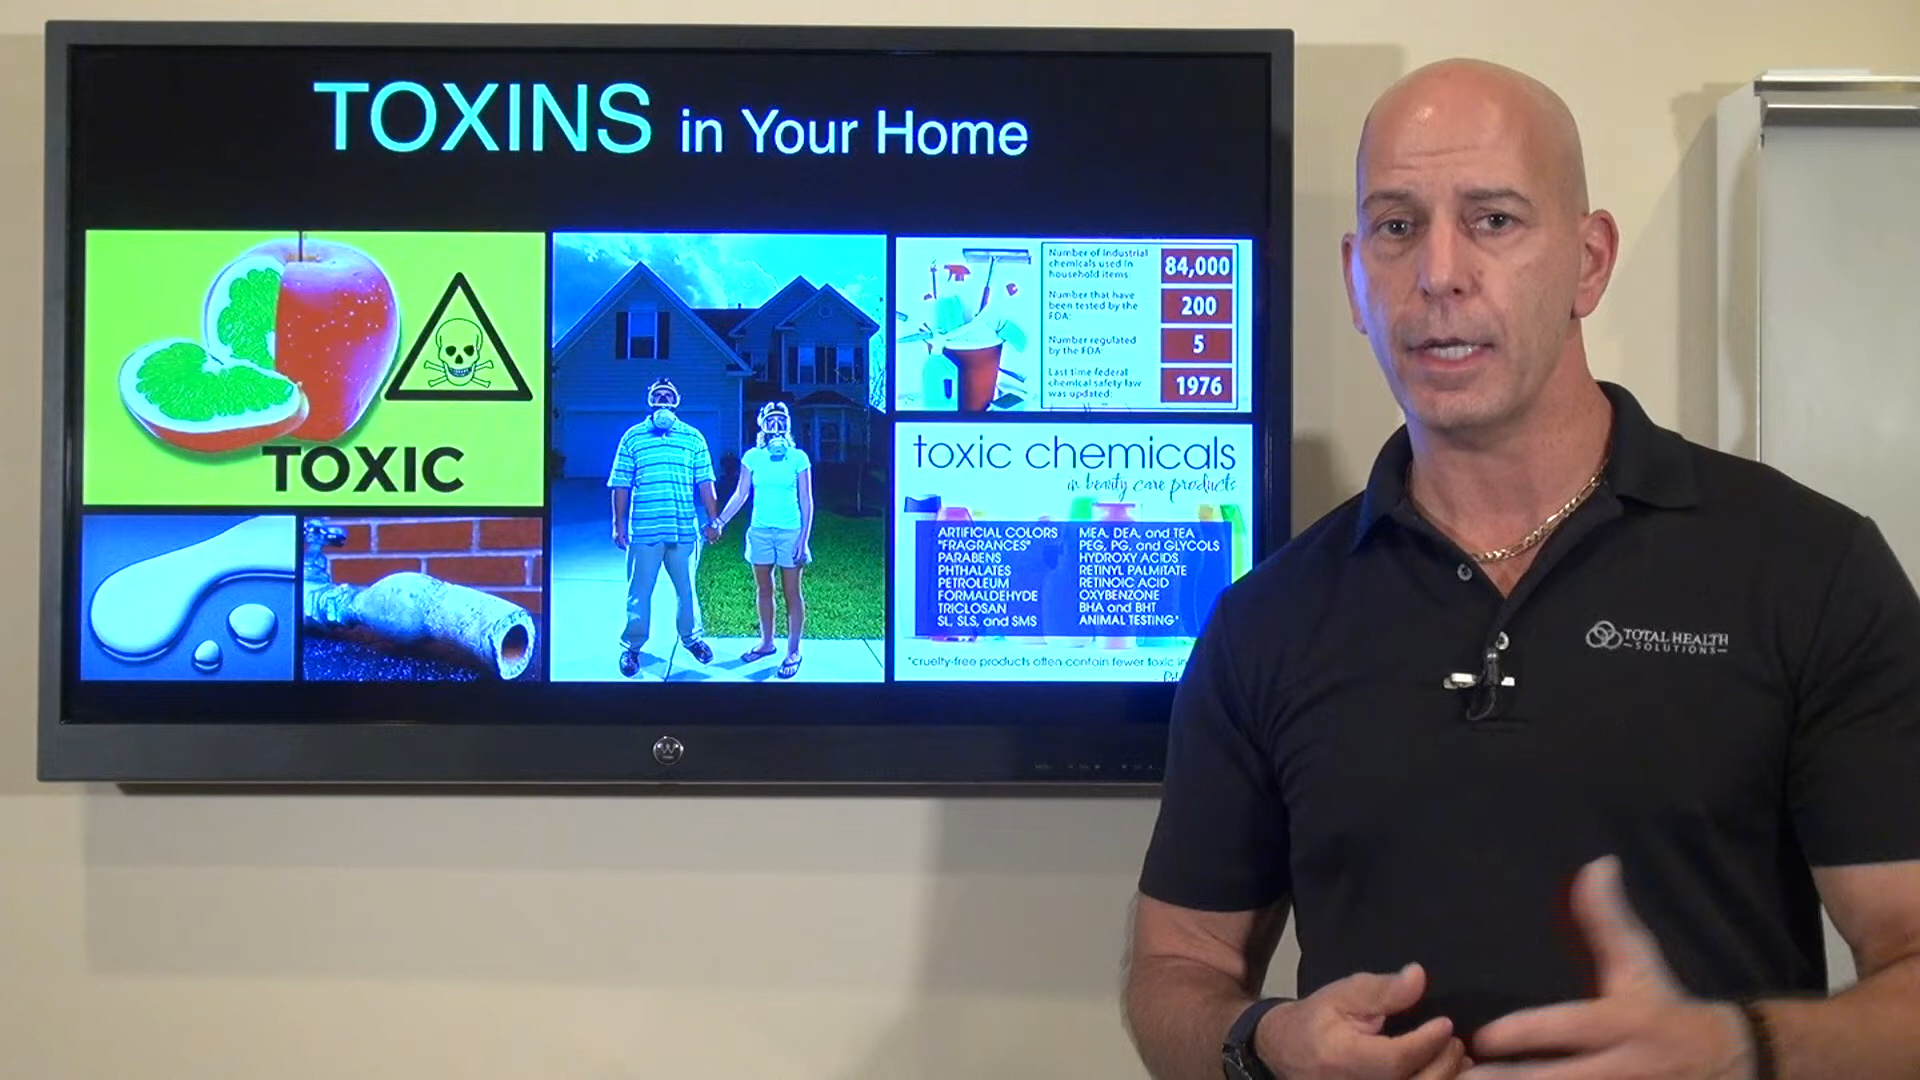 TOXINS in Your Home
TOXIC
Number of Industrial
chemicals used in
household items:
84,000
Number that have
been tested by the
FDA:
200
Number regulated
by the FDA:
5
Last time federal
chemical safety law
was updated:
1976
toxic chemicals
in beauty care products
ARTIFICIAL COLORS
"FRAGRANCES"
PARABENS
PHTHALATES
PETROLEUM
FORMALDEHYDE
TRICLOSAN
SL, SLS, and SMS
MEA, DEA, and TEA
PEG, PG, and GLYCOLS
HYDROXY ACIDS
RETINYL PALMITATE
RETINOIC ACID
OXYBENZONE
BHA and BHT
ANIMAL TESTING*
*cruelty-free products often contain fewer toxic
TOTAL HEALTH
SOLUTIONS